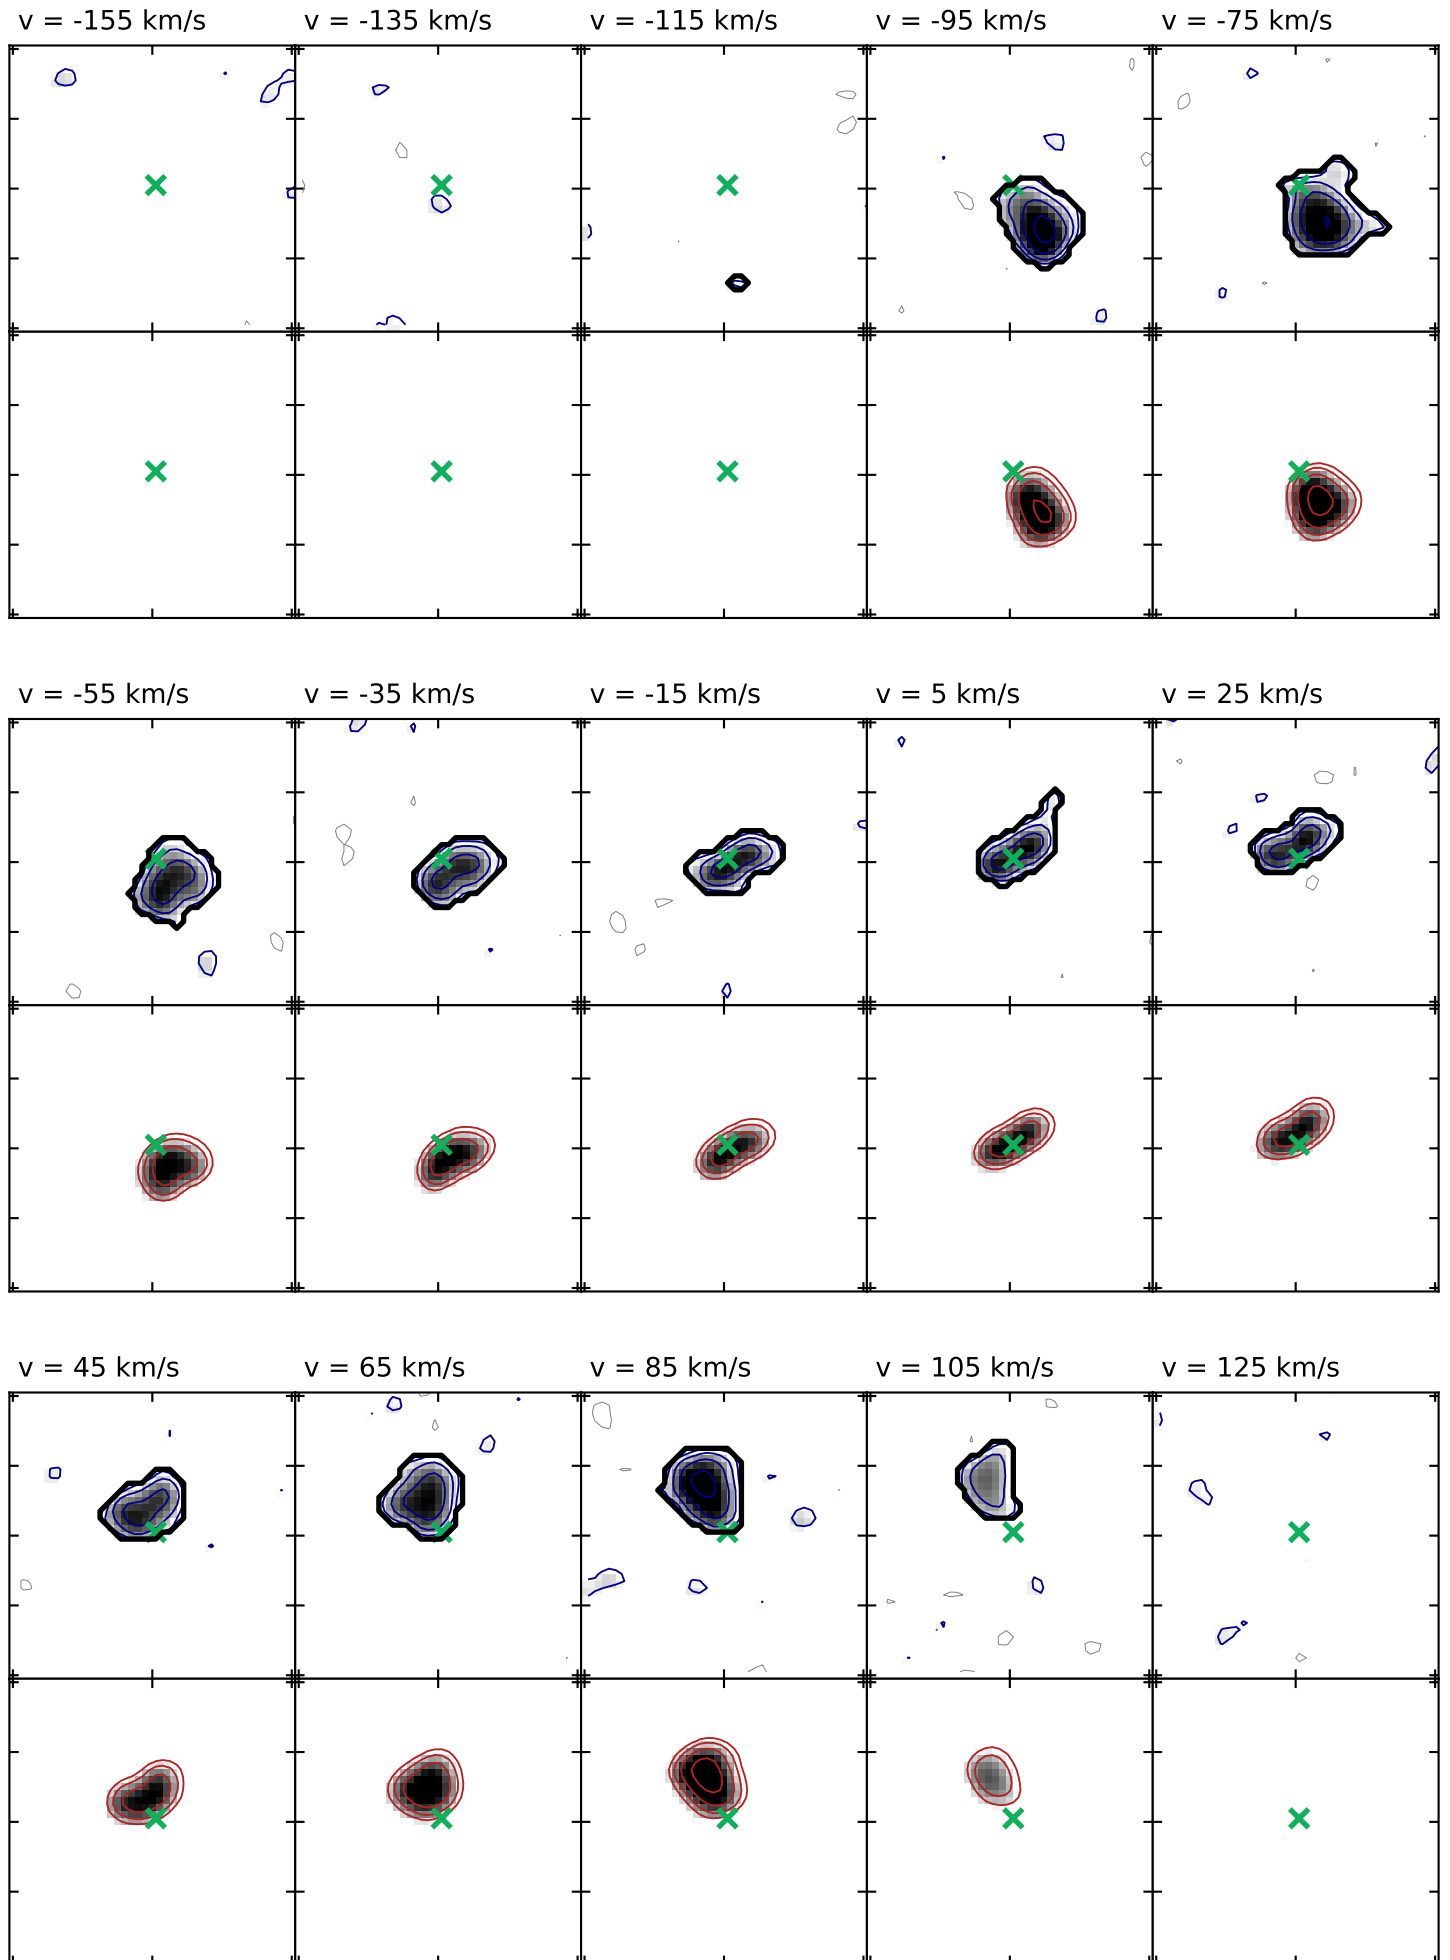 v = -155 km/s v = -135 km/s v = -115 km/s v = -95 km/s v = -75 km/s
v = -55 km/s v = -35 km/s v = -15 km/s v = 5 km/s v = 25 km/s
v = 45 km/s v = 65 km/s v = 85 km/s v = 105 km/s v = 125 km/s